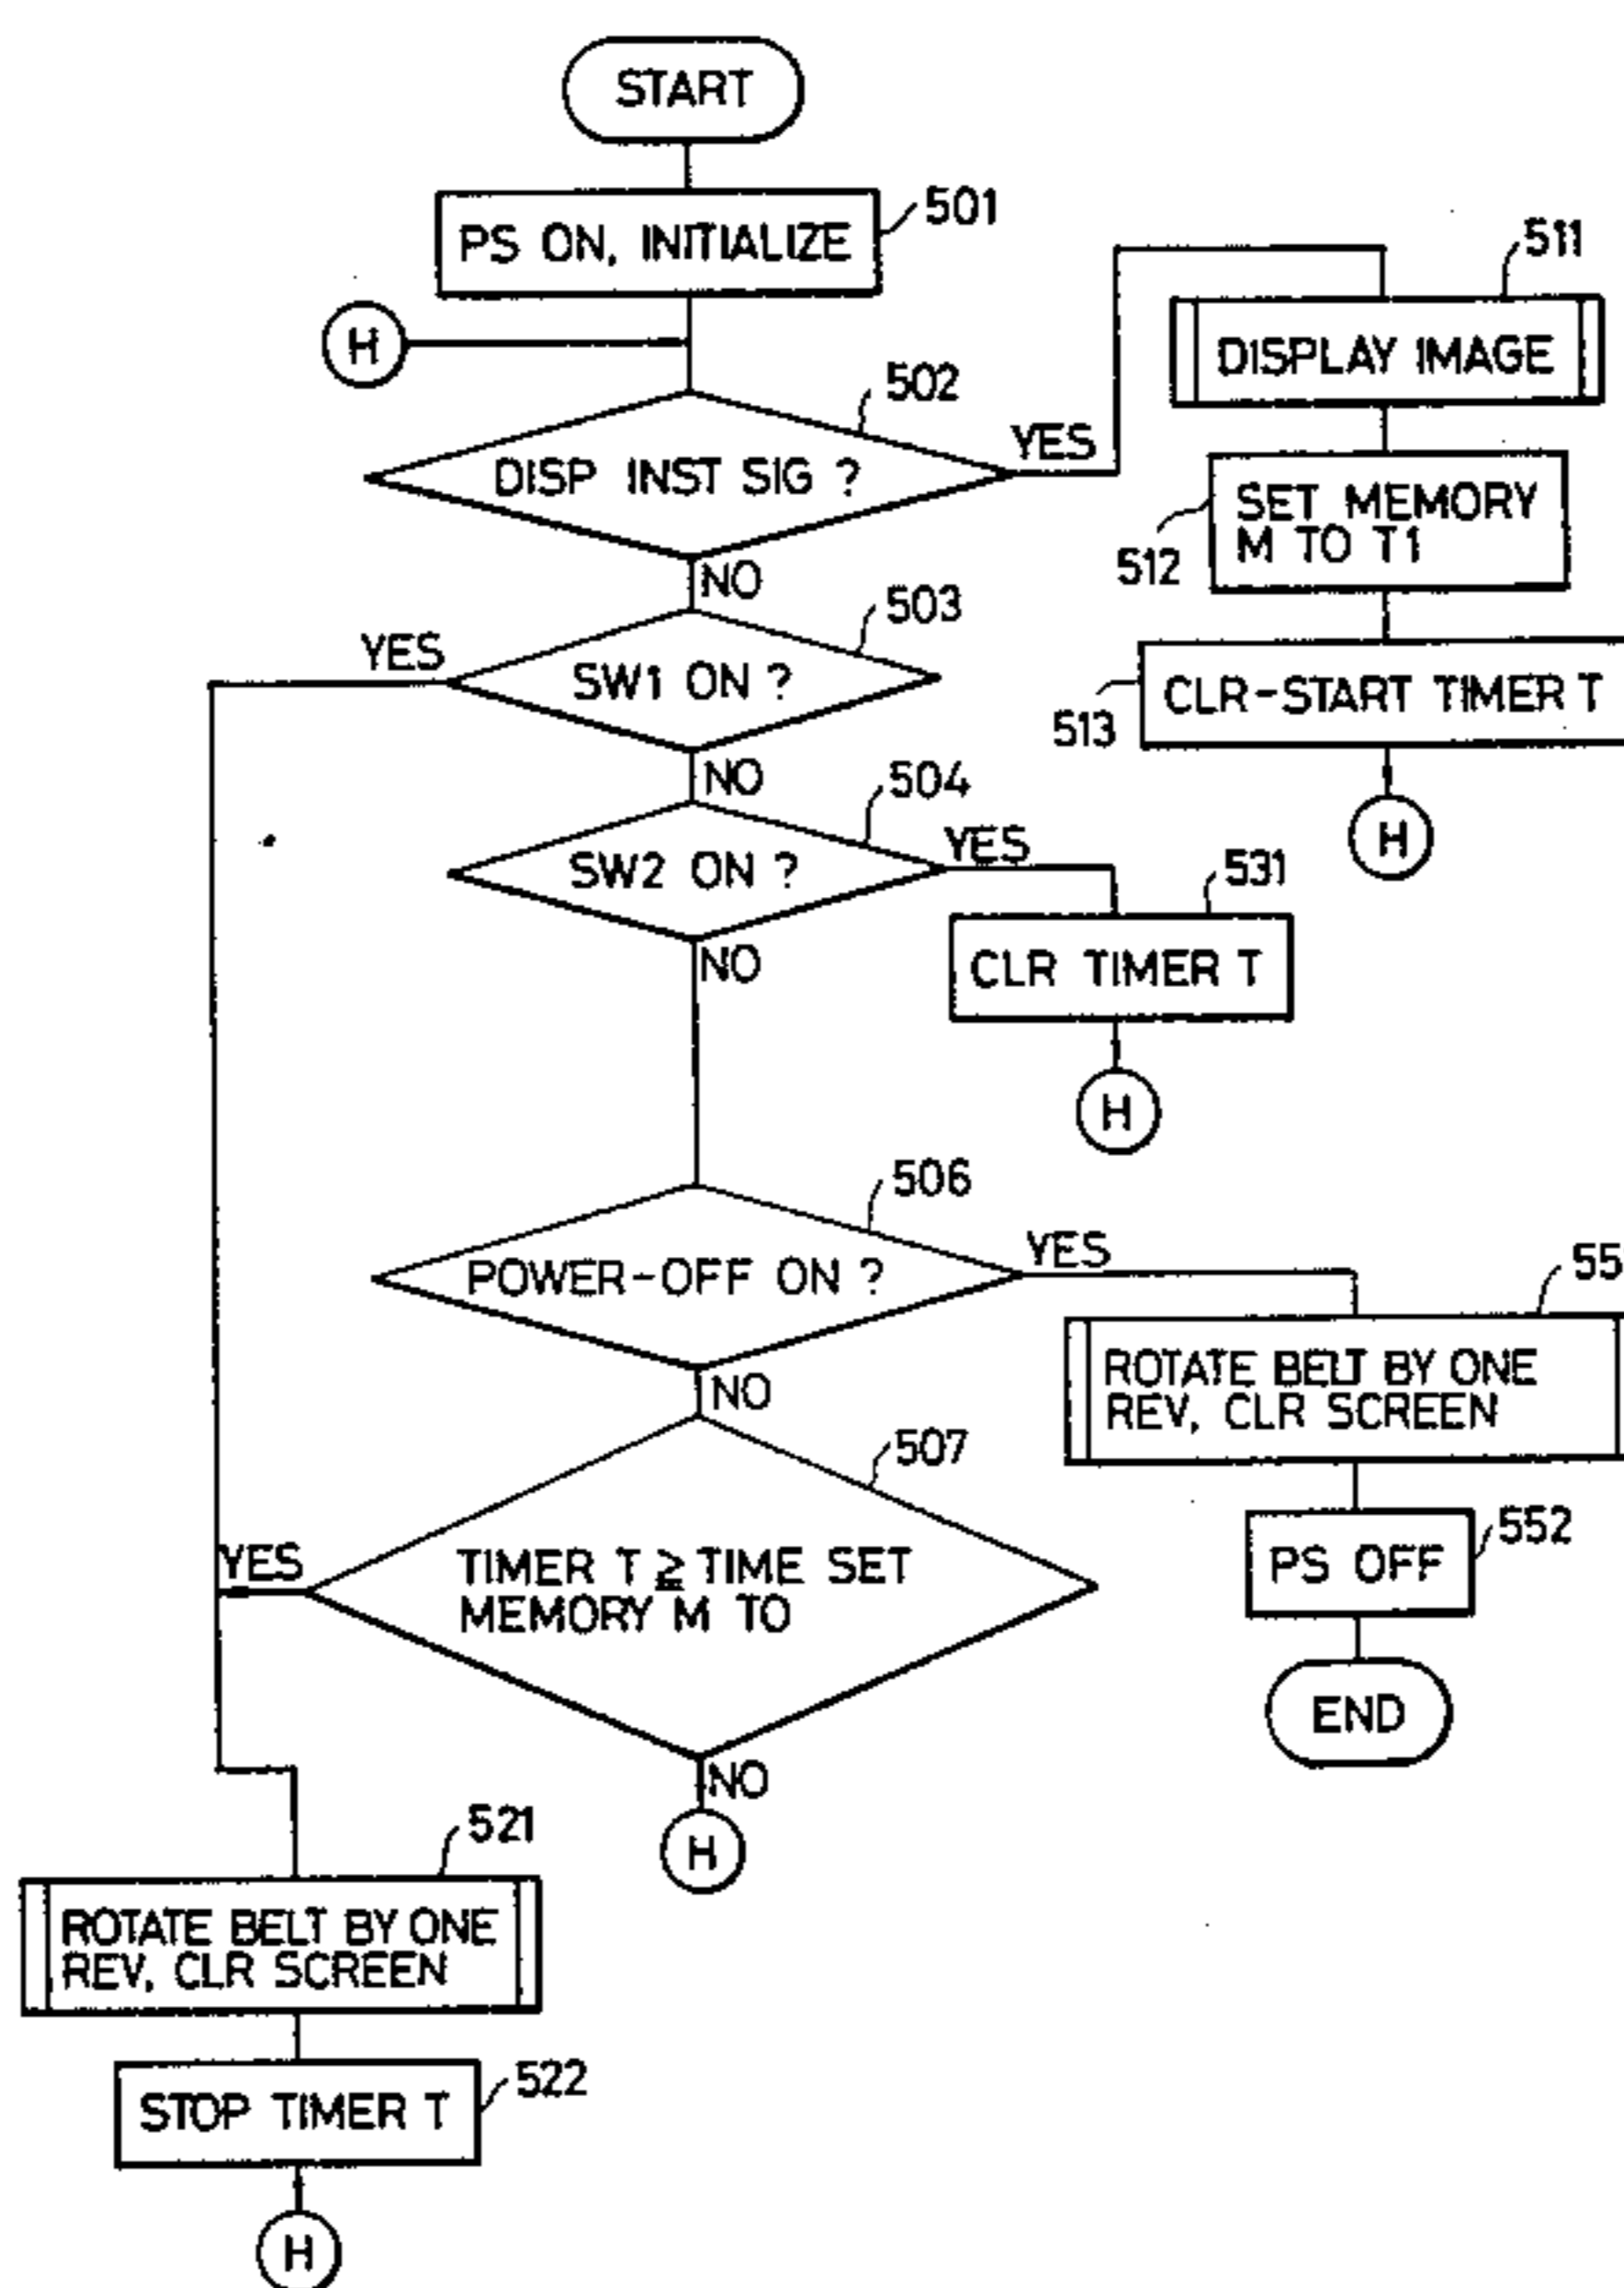 START
PS ON, INITIALIZE
501
H
502
DISP INST SIG ?
YES
NO
511
DISPLAY IMAGE
SET MEMORY
M TO T1
512
CLR-START TIMER T
513
H
503
SW1 ON ?
YES
NO
504
SW2 ON ?
YES
NO
531
CLR TIMER T
H
506
POWER-OFF ON ?
YES
NO
55
ROTATE BELT BY ONE
REV, CLR SCREEN
552
PS OFF
END
507
TIMER T ≧ TIME SET
MEMORY M TO
YES
NO
H
521
ROTATE BELT BY ONE
REV, CLR SCREEN
522
STOP TIMER T
H